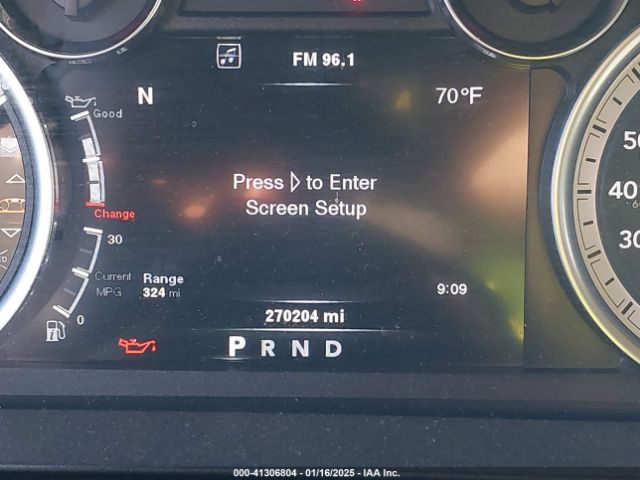 FM 96.1
N
70°F
Good
Press ▷ to Enter
Screen Setup
Change
30
Current
MPG
Range
324 mi
9:09
0
270204 mi
P R N D
50
40
30
000-41306804 - 01/16/2025 - IAA Inc.